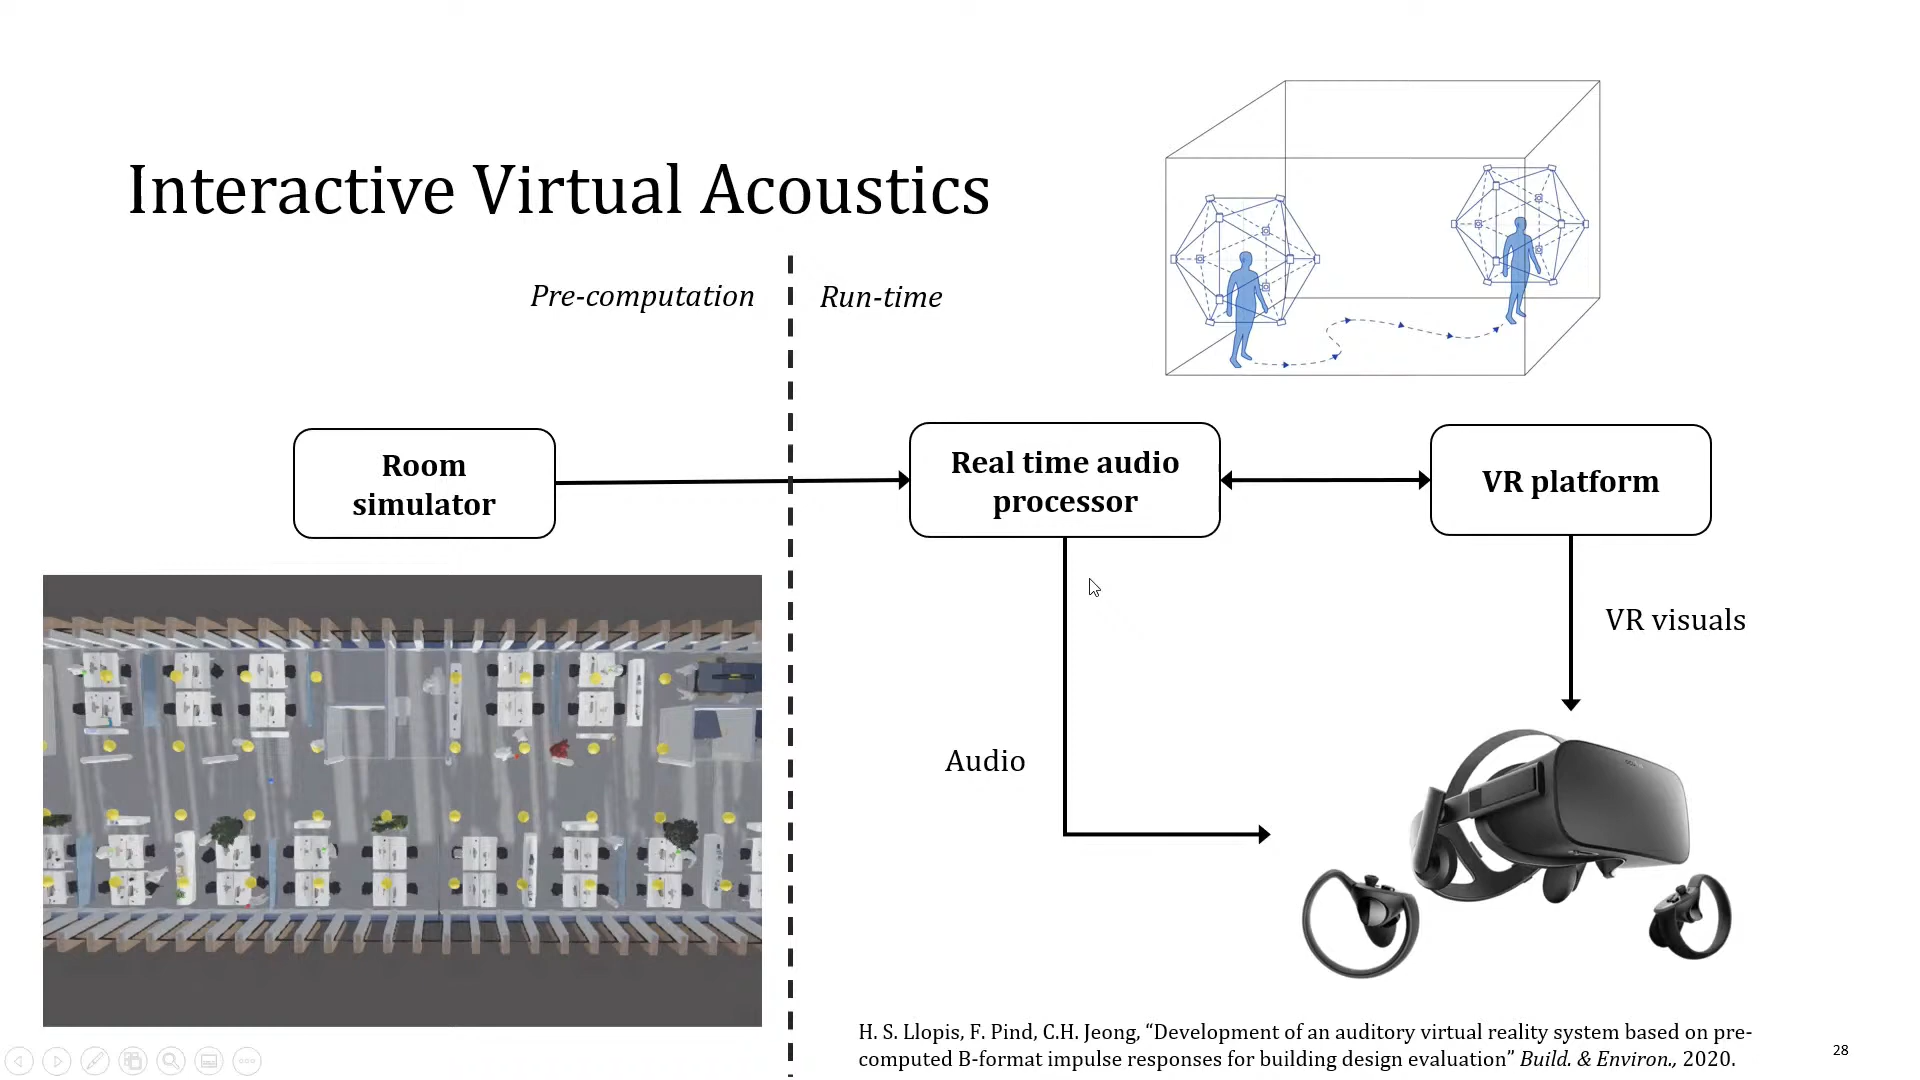 Interactive Virtual Acoustics
Pre-computation
Run-time
Room
simulator
Real time audio
processor
VR platform
VR visuals
Audio
H. S. Llopis, F. Pind, C.H. Jeong, “Development of an auditory virtual reality system based on pre-
computed B-format impulse responses for building design evaluation” Build. & Environ., 2020.
28